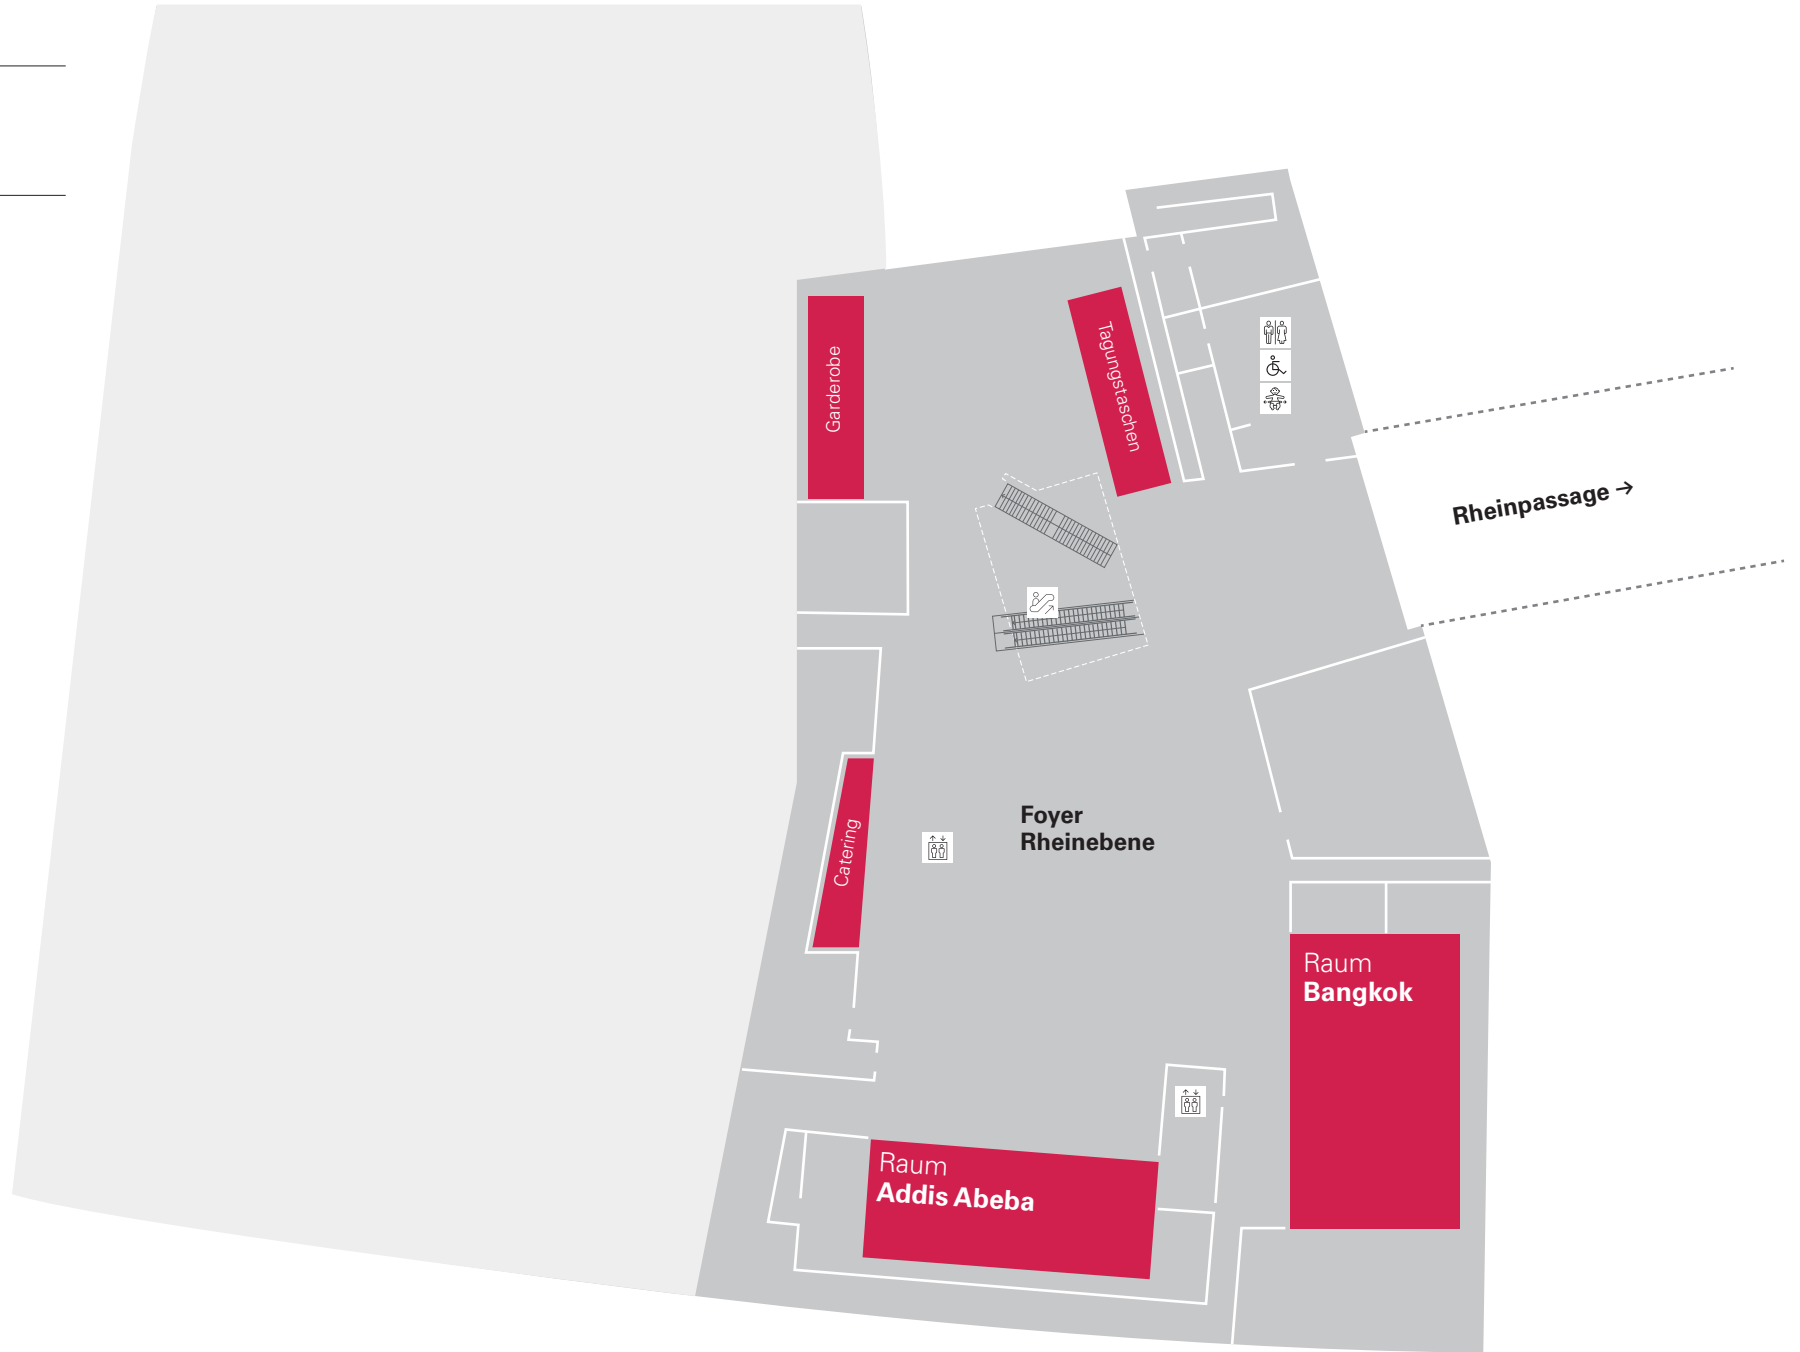 Garderobe
Tagungstaschen
Rheinpassage →
Foyer
Rheinebene
Catering
Raum
Bangkok
Raum
Addis Abeba